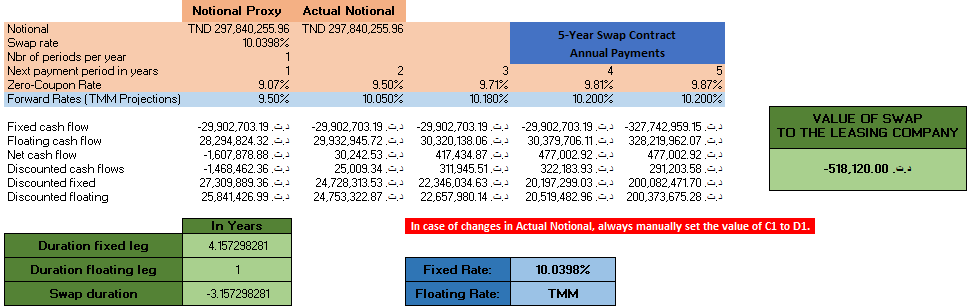 Notional Proxy Actual Notional
Notional TND 297,840,255.96 TND 297,840,255.96
Swap rate 10.0398%
Nbr of periods per year 1
Next payment period in years 1 2 3 4 5
Zero-Coupon Rate 9.07% 9.50% 9.71% 9.81% 9.87%
Forward Rates (TMM Projections) 9.50% 10.050% 10.180% 10.200% 10.200%
5-Year Swap Contract
Annual Payments
Fixed cash flow -29,902,703.19 د.ت. -29,902,703.19 د.ت. -29,902,703.19 د.ت. -29,902,703.19 د.ت. -327,742,959.15 د.ت.
Floating cash flow 28,294,824.32 د.ت. 29,932,945.72 د.ت. 30,320,138.06 د.ت. 30,379,706.11 د.ت. 328,219,962.07 د.ت.
Net cash flow -1,607,878.88 د.ت. 30,242.53 د.ت. 417,434.87 د.ت. 477,002.92 د.ت. 477,002.92 د.ت.
Discounted cash flows -1,468,462.36 د.ت. 25,009.34 د.ت. 311,945.51 د.ت. 322,183.93 د.ت. 291,203.58 د.ت.
Discounted fixed 27,309,889.36 د.ت. 24,728,313.53 د.ت. 22,346,034.63 د.ت. 20,197,299.03 د.ت. 200,082,471.70 د.ت.
Discounted floating 25,841,426.99 د.ت. 24,753,322.87 د.ت. 22,657,980.14 د.ت. 20,519,482.96 د.ت. 200,373,675.28 د.ت.
VALUE OF SWAP
TO THE LEASING COMPANY
-518,120.00 د.ت.
In Years
Duration fixed leg 4.157298281
Duration floating leg 1
Swap duration -3.157298281
In case of changes in Actual Notional, always manually set the value of C1 to D1.
Fixed Rate: 10.0398%
Floating Rate: TMM